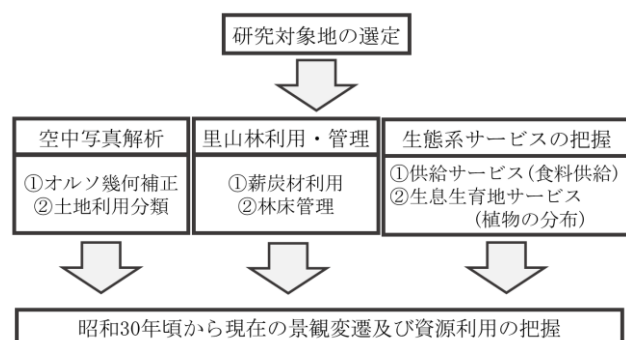 研究対象地の選定
空中写真解析
①オルソ幾何補正
②土地利用分類
里山林利用・管理
①薪炭材利用
②林床管理
生態系サービスの把握
①供給サービス(食料供給)
②生息生育地サービス
(植物の分布)
昭和30年頃から現在の景観変遷及び資源利用の把握